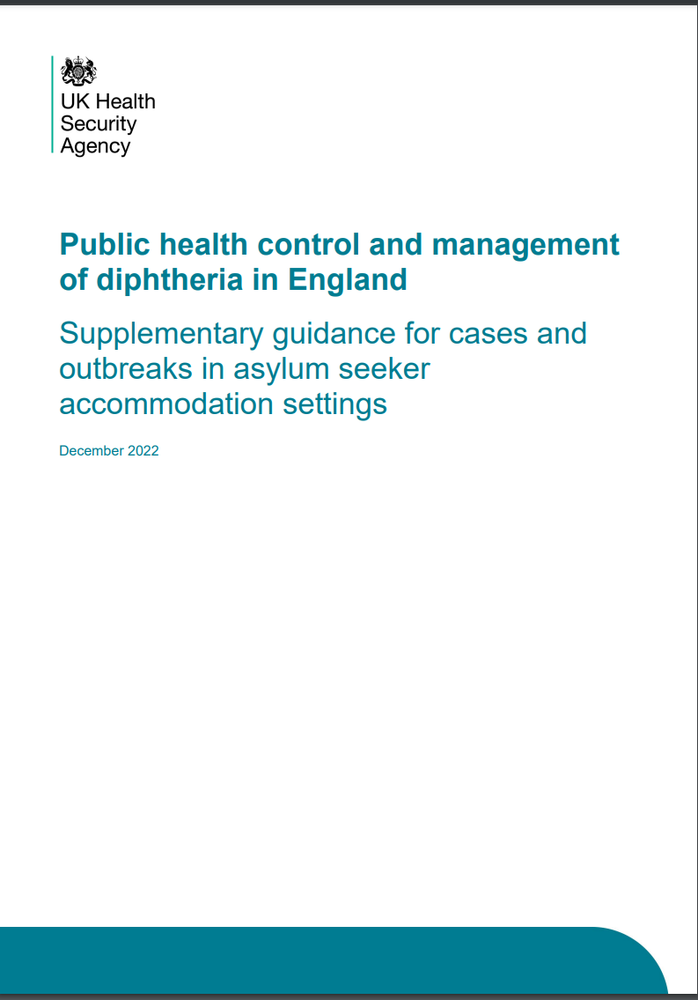 UK Health
Security
Agency
Public health control and management
of diphtheria in England
Supplementary guidance for cases and
outbreaks in asylum seeker
accommodation settings
December 2022